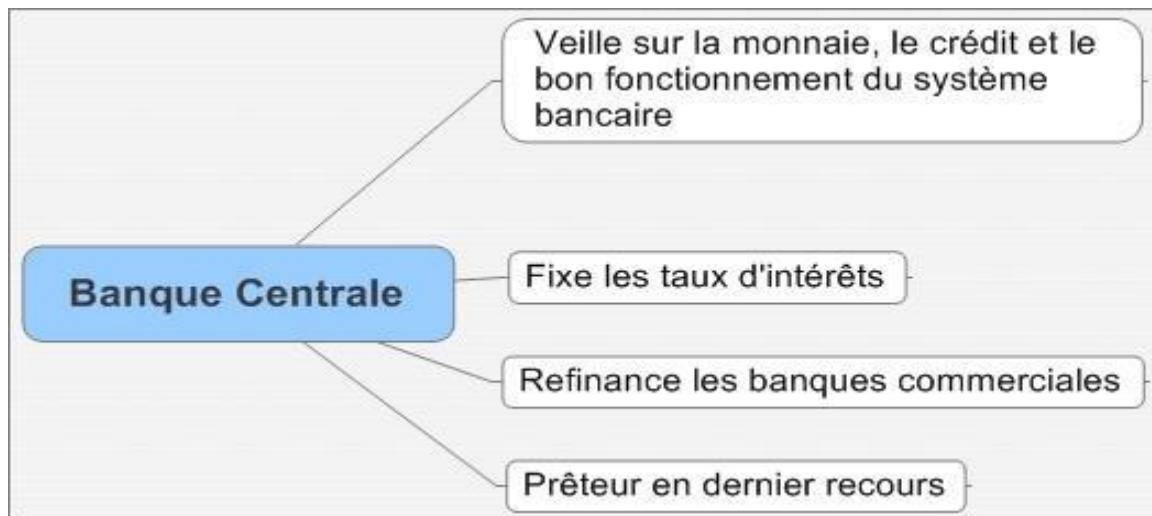 Veille sur la monnaie, le crédit et le
bon fonctionnement du système
bancaire
Banque Centrale
Fixe les taux d'intérêts
Refinance les banques commerciales
Prêteur en dernier recours